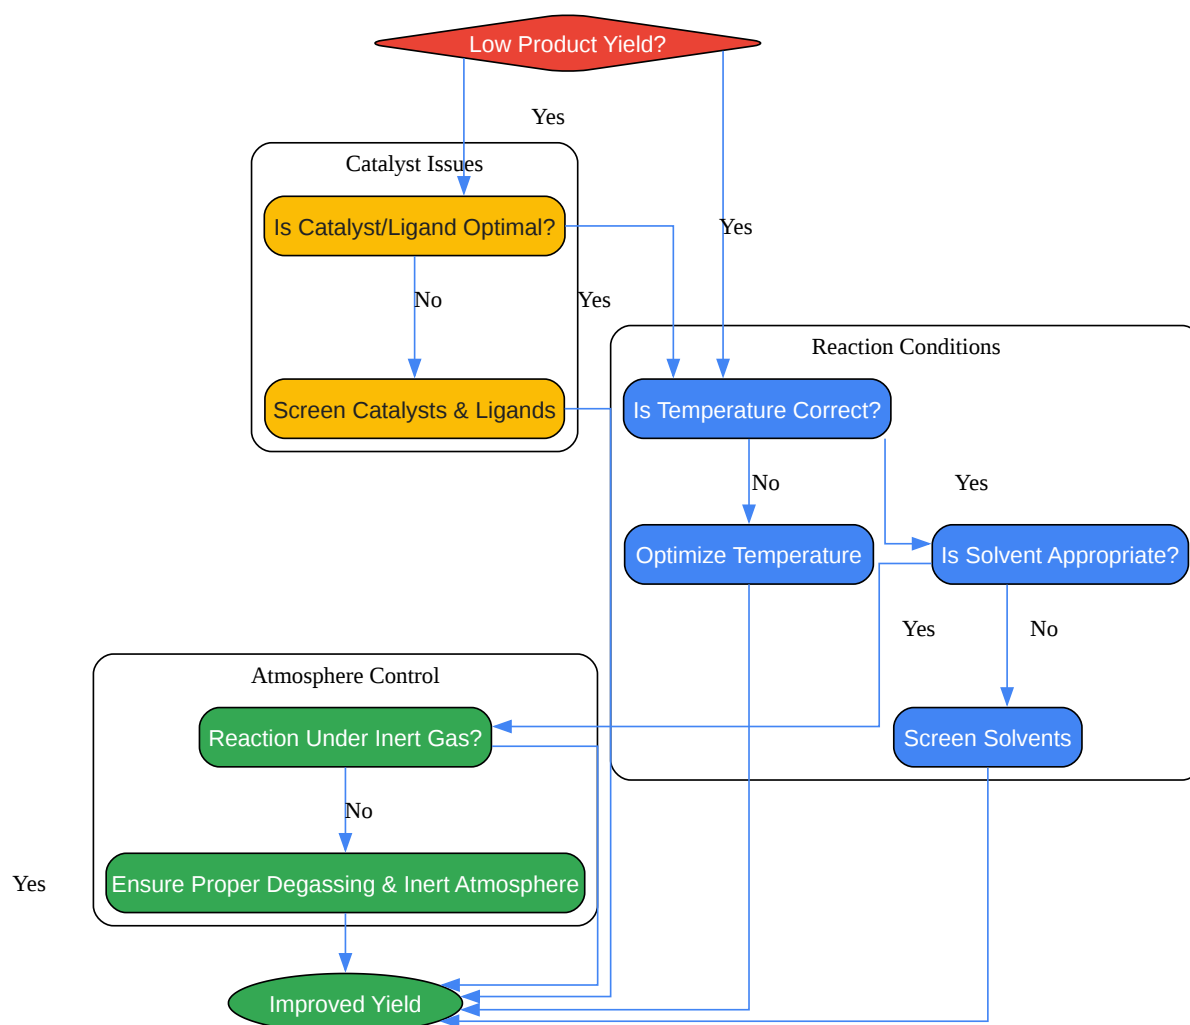 Low Product Yield?
Yes
Catalyst Issues
Is Catalyst/Ligand Optimal?
Yes
No
Yes
Reaction Conditions
Screen Catalysts & Ligands
Is Temperature Correct?
No
Yes
Optimize Temperature
Is Solvent Appropriate?
Yes
No
Atmosphere Control
Reaction Under Inert Gas?
Screen Solvents
No
Yes
Ensure Proper Degassing & Inert Atmosphere
Improved Yield